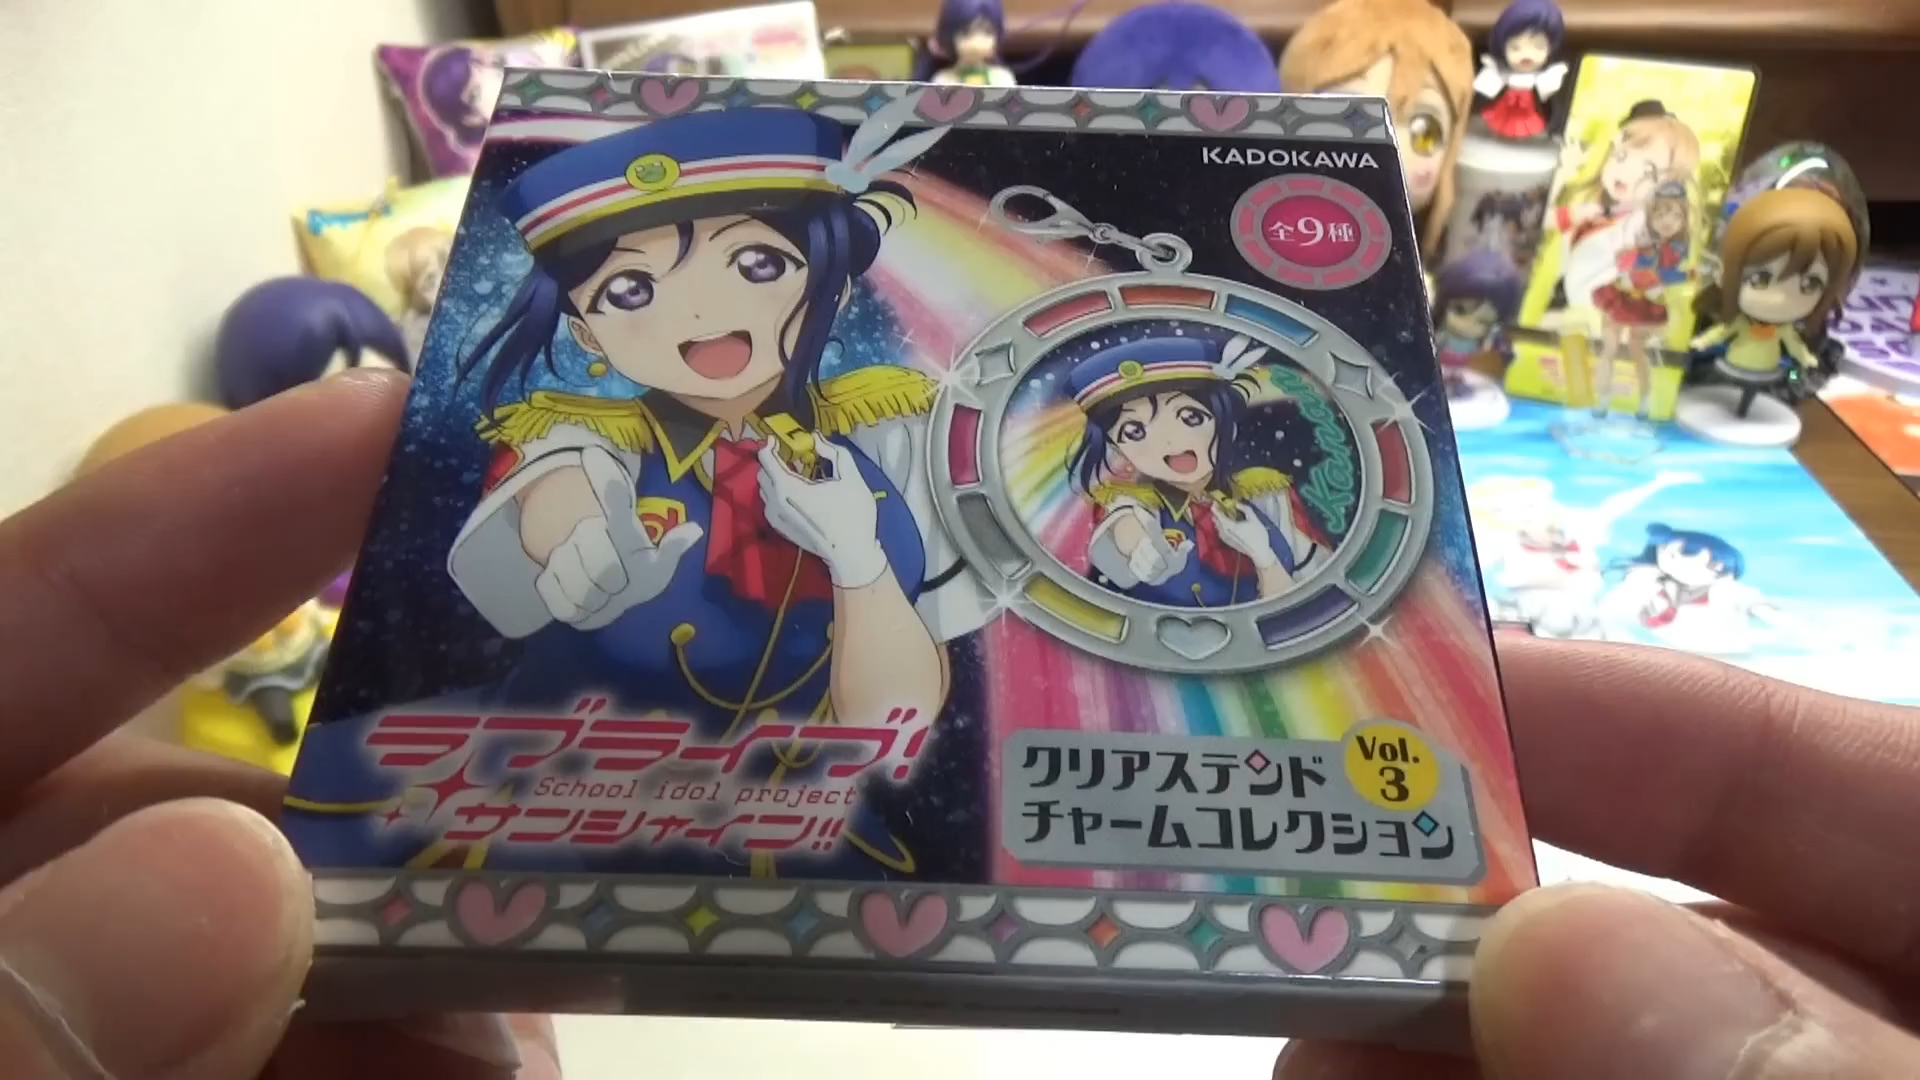 KADOKAWA
全9種
Kanan
ラブライブ!
School idol project
サンシャイン!!
クリアステンド
チャームコレクション
Vol.
3